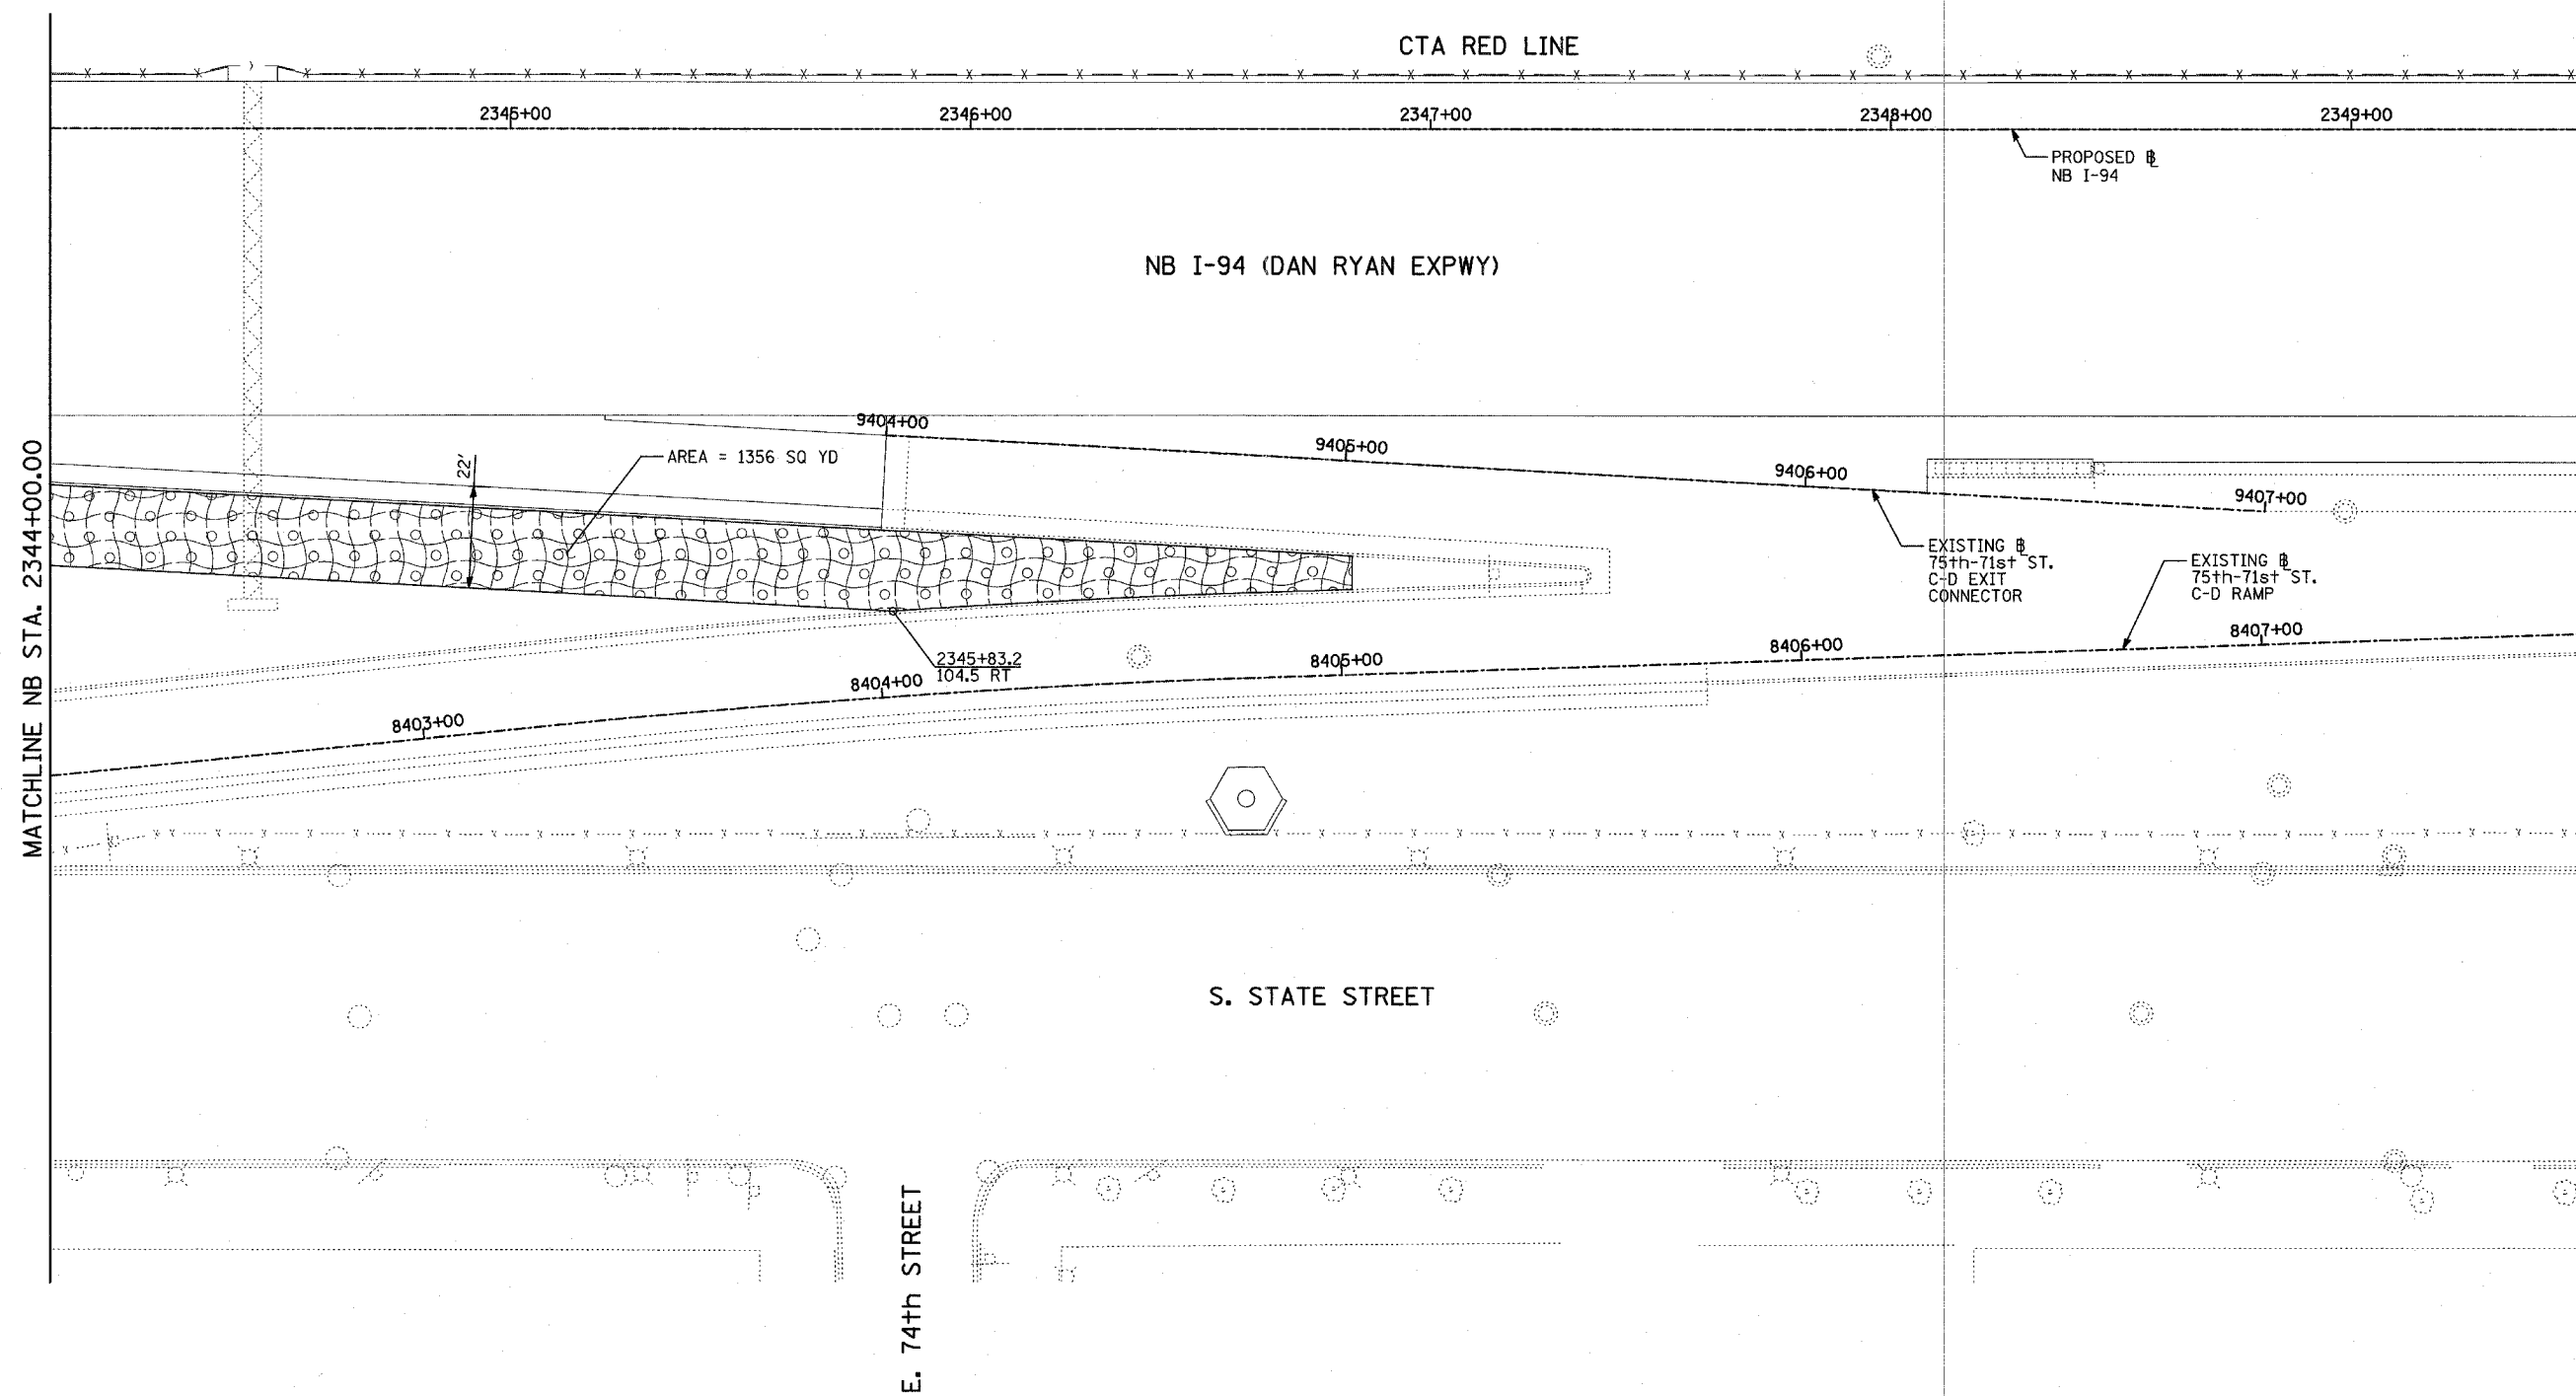 CTA RED LINE
2345+00
2346+00
2347+00
2348+00
2349+00
PROPOSED ℄
NB I-94
NB I-94 (DAN RYAN EXPWY)
MATCHLINE NB STA. 2344+00.00
9404+00
9405+00
9406+00
9407+00
22'
AREA = 1356 SQ YD
EXISTING
75th-71st ST.
C-D EXIT
CONNECTOR
EXISTING
75th-71st ST.
C-D RAMP
2345+83.2
104.5 RT
8403+00
8404+00
8405+00
8406+00
8407+00
S. STATE STREET
E. 74th STREET